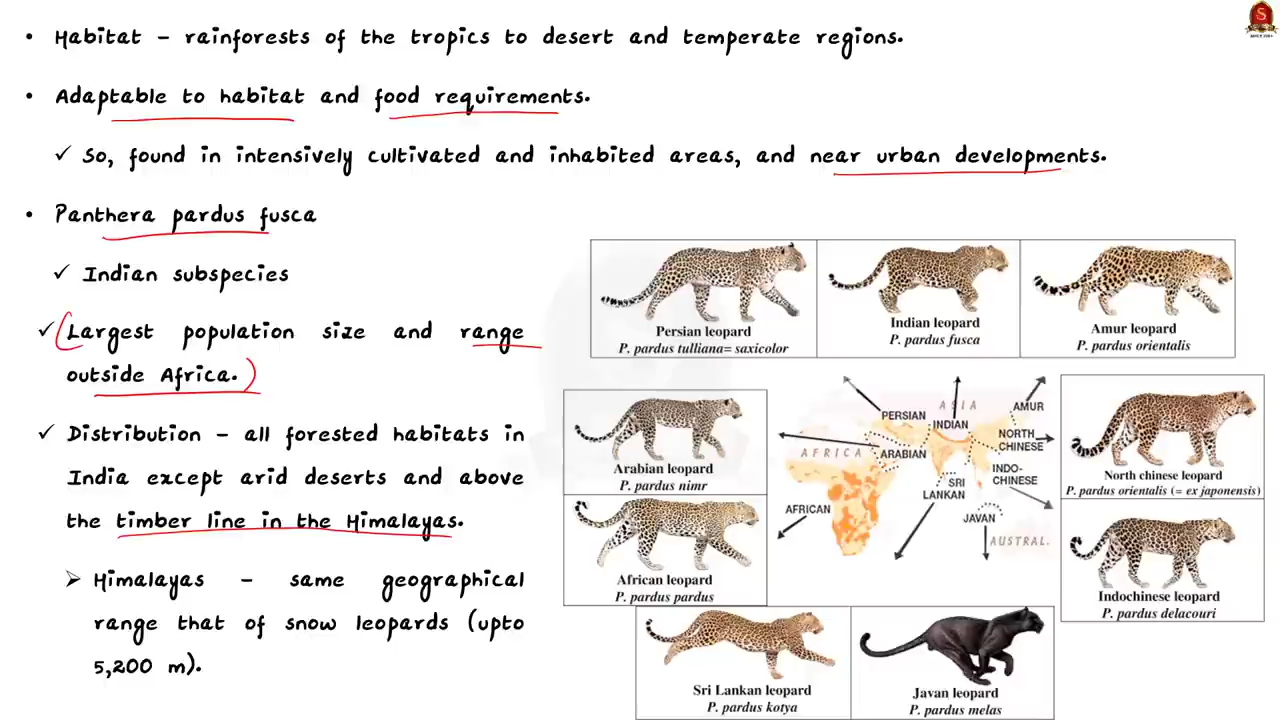 • Habitat – rainforests of the tropics to desert and temperate regions.
• Adaptable to habitat and food requirements.
✓ So, found in intensively cultivated and inhabited areas, and near urban developments.
• Panthera pardus fusca
✓ Indian subspecies
✓ Largest population size and range
outside Africa.
✓ Distribution – all forested habitats in
India except arid deserts and above
the timber line in the Himalayas.
➢ Himalayas – same geographical
range that of snow leopards (upto
5,200 m).
S
SINCE 2004
Persian leopard
P. pardus tulliana= saxicolor
Indian leopard
P. pardus fusca
Amur leopard
P. pardus orientalis
Arabian leopard
P. pardus nimr
African leopard
P. pardus pardus
ASIA
PERSIAN
INDIAN
AMUR
NORTH
CHINESE
AFRICA
ARABIAN
INDO-
CHINESE
SRI
LANKAN
AFRICAN
JAVAN
AUSTRAL.
North chinese leopard
P. pardus orientalis (= ex japonensis)
Indochinese leopard
P. pardus delacouri
Sri Lankan leopard
P. pardus kotya
Javan leopard
P. pardus melas